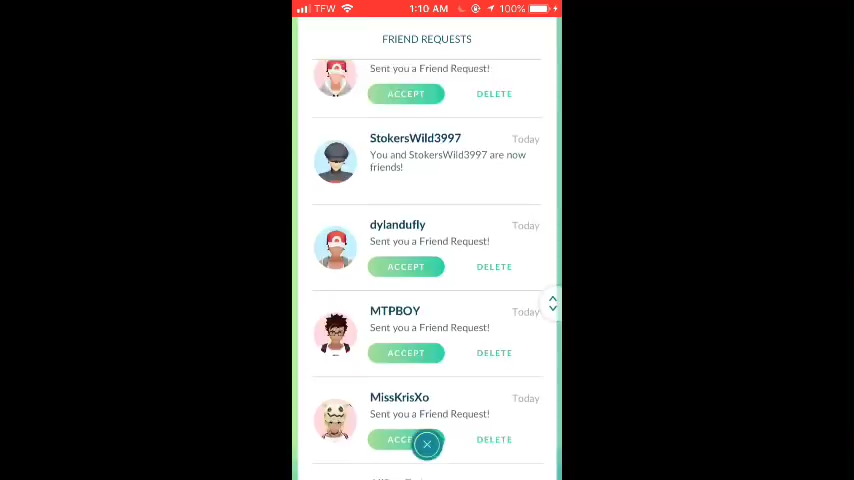 TFW 1:10 AM 100%
FRIEND REQUESTS
Sent you a Friend Request!
ACCEPT DELETE
StokersWild3997 Today
You and StokersWild3997 are now
friends!
dylandufly Today
Sent you a Friend Request!
ACCEPT DELETE
MTPBOY Today
Sent you a Friend Request!
ACCEPT DELETE
MissKrisXo Today
Sent you a Friend Request!
DELETE